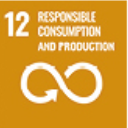 12 RESPONSIBLE
CONSUMPTION
AND PRODUCTION